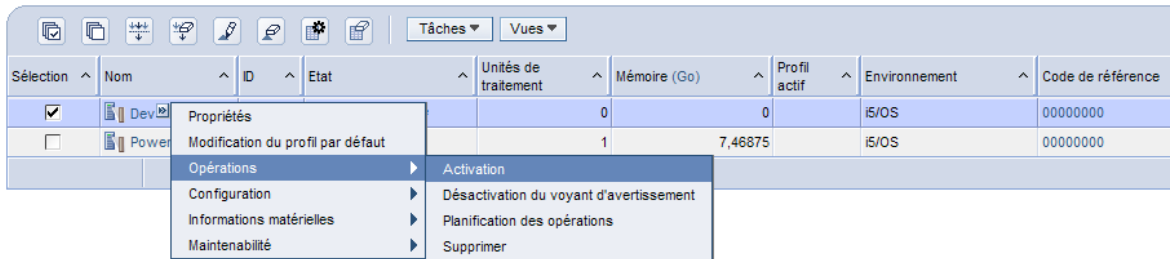 Tâches Vues
Sélection Nom ID Etat Unités de traitement Mémoire (Go) Profil actif Environnement Code de référence
Dev 0 0 i5/OS 00000000
Power 1 7,46875 i5/OS 00000000
Propriétés
Modification du profil par défaut
Opérations
Configuration
Informations matérielles
Maintenabilité
Activation
Désactivation du voyant d'avertissement
Planification des opérations
Supprimer